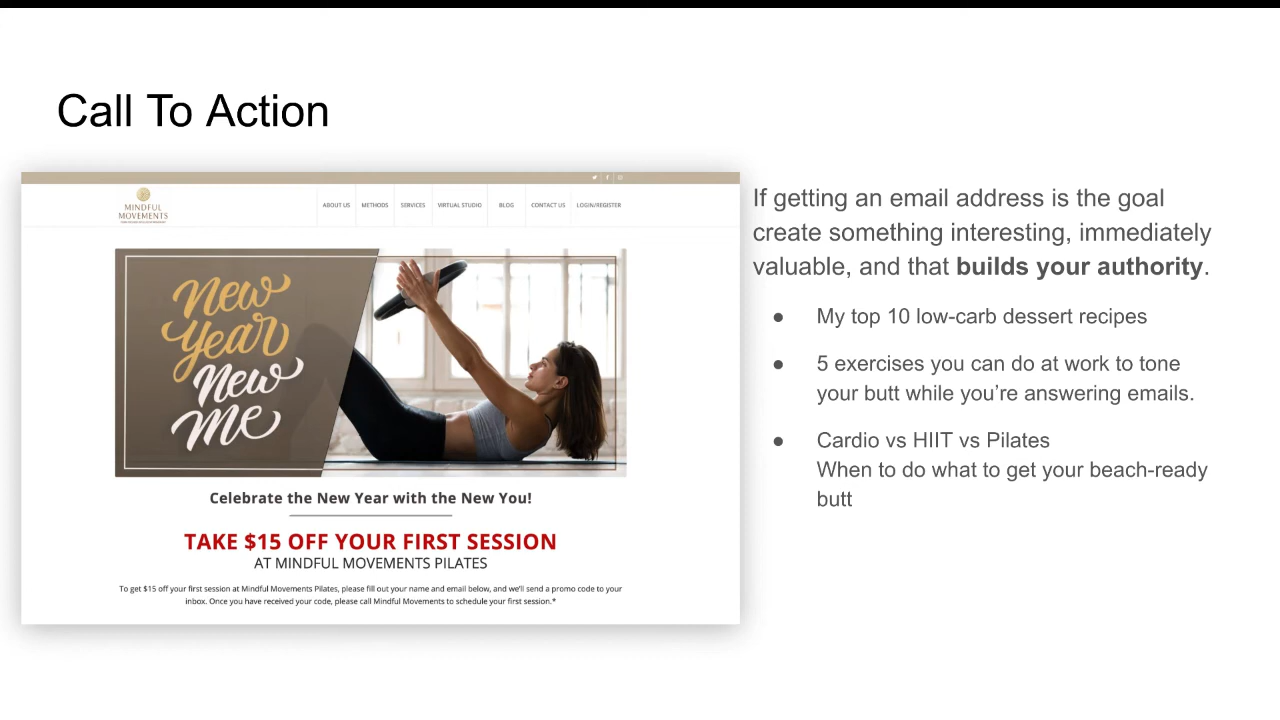 Call To Action
MINDFUL
MOVEMENTS
ABOUT US
METHODS
SERVICES
VIRTUAL STUDIO
BLOG
CONTACT US
LOGIN/REGISTER
New
Year
New
Me
Celebrate the New Year with the New You!
TAKE $15 OFF YOUR FIRST SESSION
AT MINDFUL MOVEMENTS PILATES
To get $15 off your first session at Mindful Movements Pilates, please fill out your name and email below, and we'll send a promo code to your
inbox. Once you have received your code, please call Mindful Movements to schedule your first session.*
If getting an email address is the goal
create something interesting, immediately
valuable, and that builds your authority.
● My top 10 low-carb dessert recipes
● 5 exercises you can do at work to tone
your butt while you’re answering emails.
● Cardio vs HIIT vs Pilates
When to do what to get your beach-ready
butt